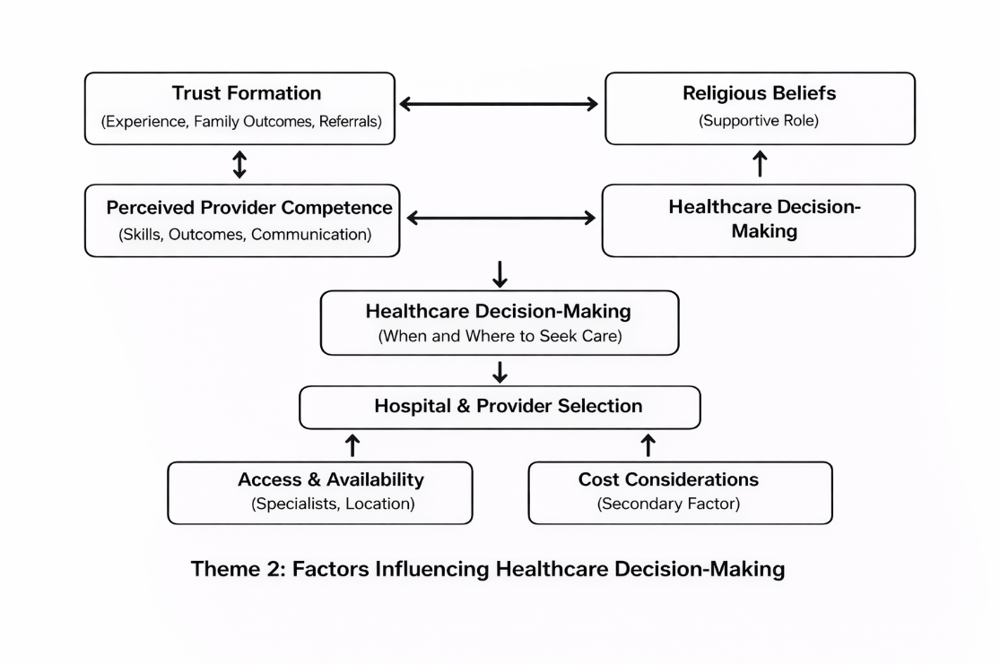 Trust Formation
(Experience, Family Outcomes, Referrals)
Religious Beliefs
(Supportive Role)
Perceived Provider Competence
(Skills, Outcomes, Communication)
Healthcare Decision-
Making
Healthcare Decision-Making
(When and Where to Seek Care)
Hospital & Provider Selection
Access & Availability
(Specialists, Location)
Cost Considerations
(Secondary Factor)
Theme 2: Factors Influencing Healthcare Decision-Making